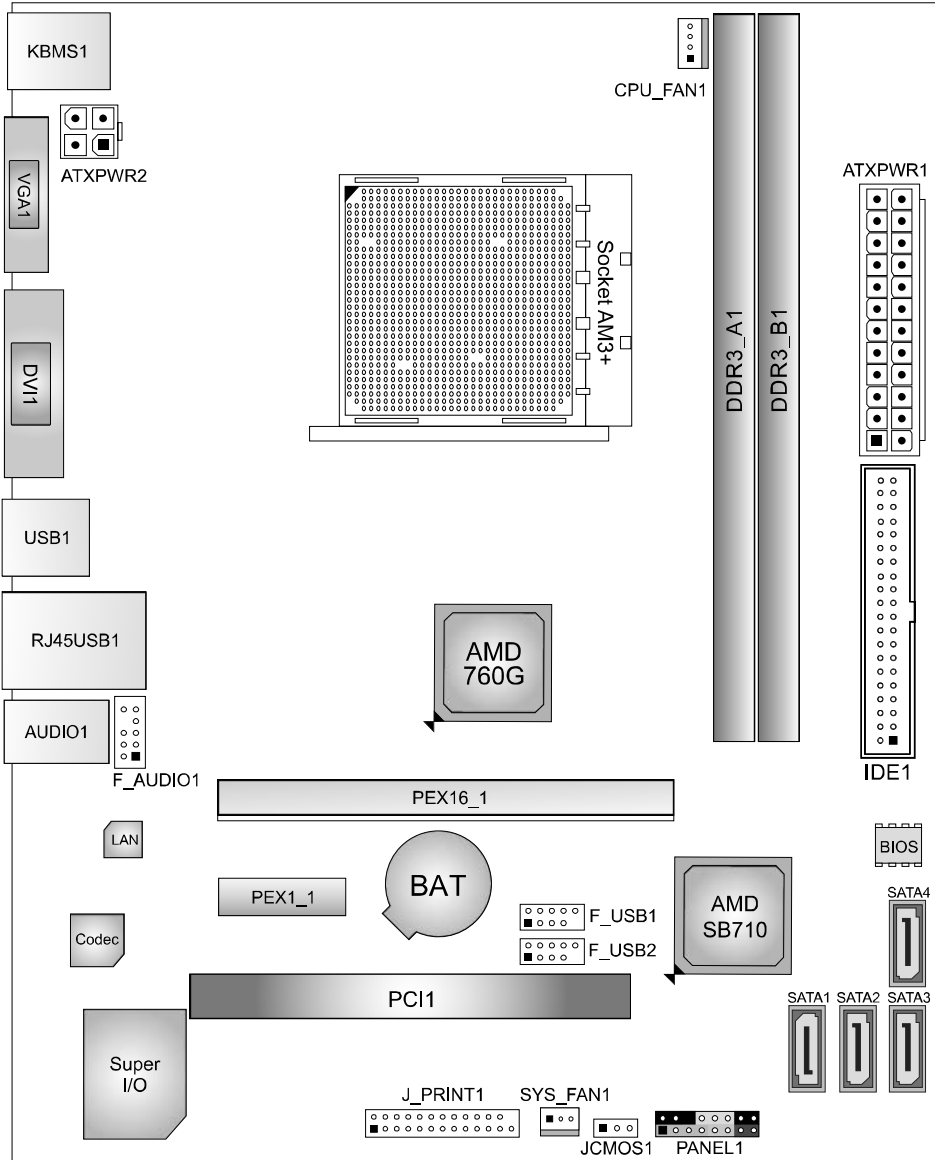 KBMS1
CPU_FAN1
ATXPWR2
ATXPWR1
VGA1
Socket AM3+
DDR3_A1
DDR3_B1
DVI1
USB1
RJ45USB1
AMD
760G
AUDIO1
F_AUDIO1
IDE1
PEX16_1
LAN
BIOS
BAT
PEX1_1
SATA4
F_USB1
AMD
SB710
Codec
F_USB2
PCI1
SATA1
SATA2
SATA3
Super
I/O
J_PRINT1
SYS_FAN1
JCMOS1
PANEL1